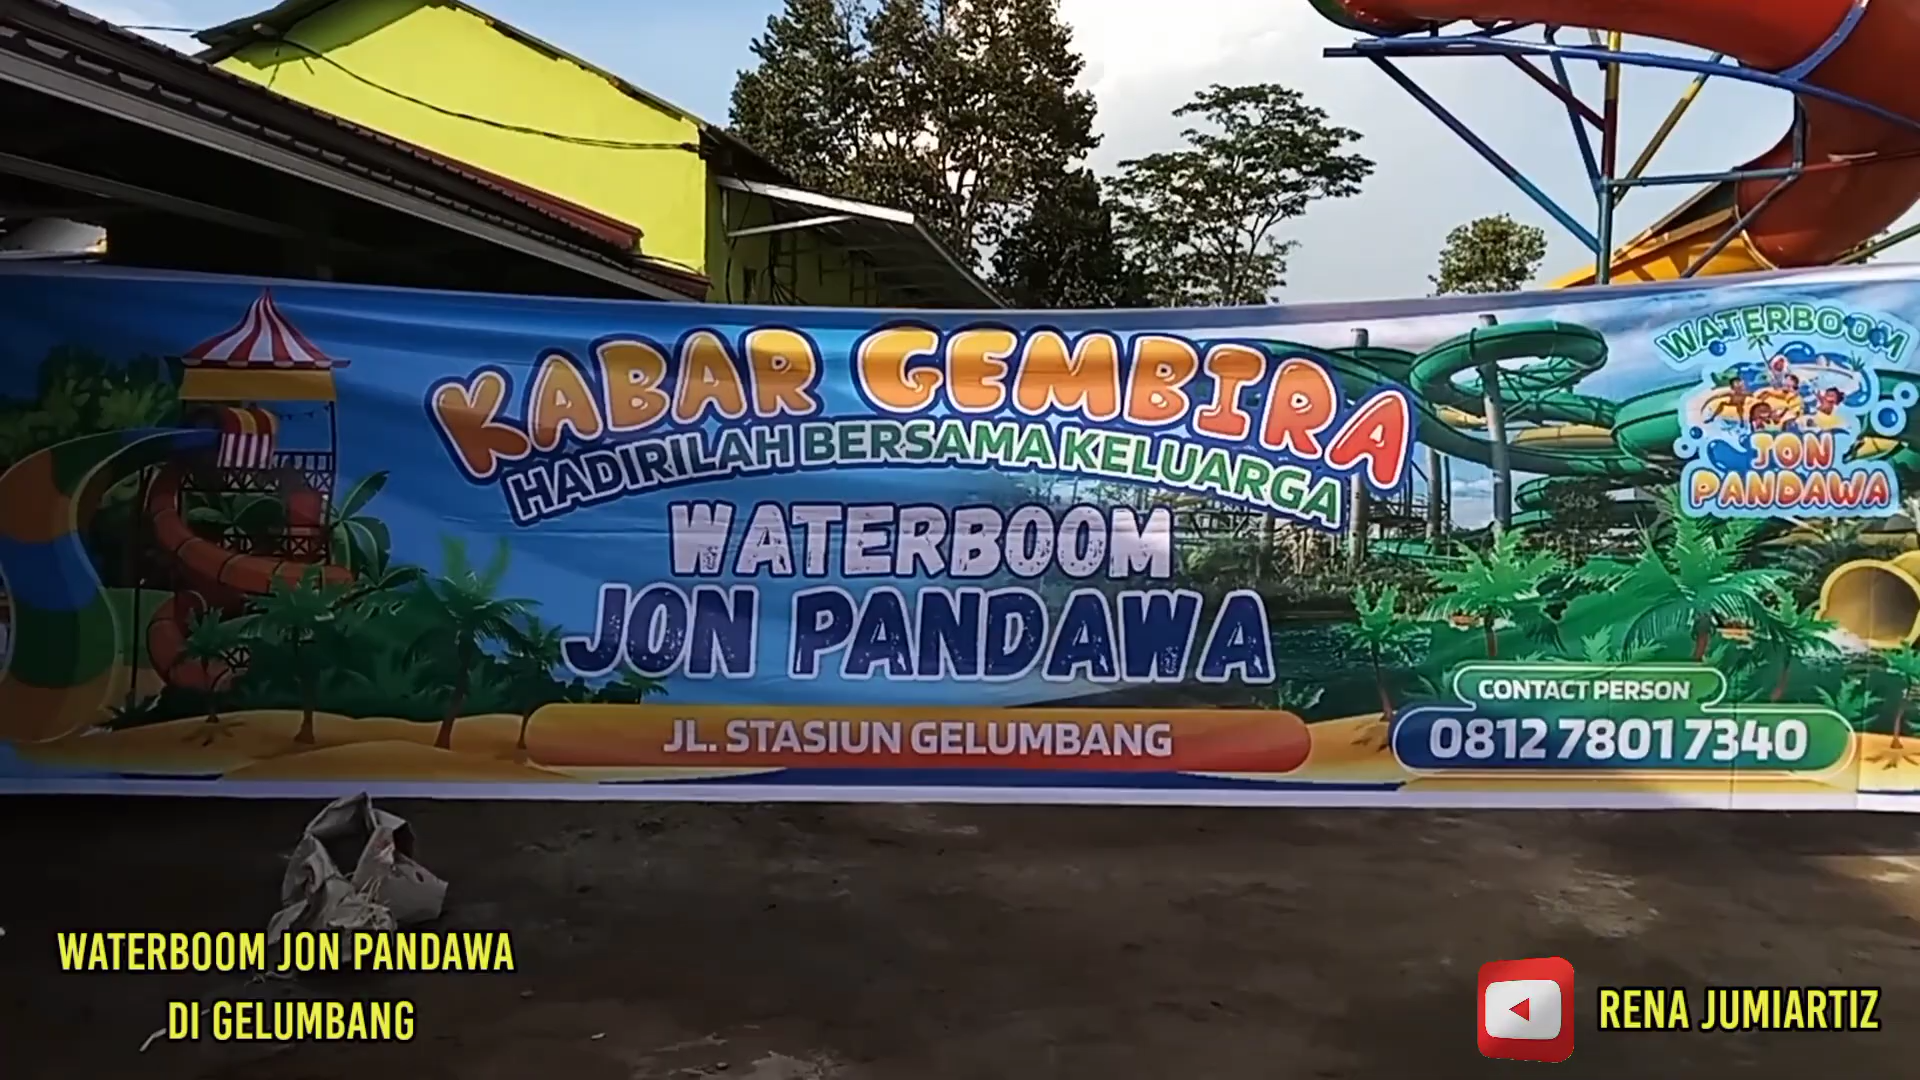 KABAR GEMBIRA
HADIRILAH BERSAMA KELUARGA
WATERBOOM
JON PANDAWA
JL. STASIUN GELUMBANG
WATERBOOM
JON
PANDAWA
CONTACT PERSON
0812 7801 7340
WATERBOOM JON PANDAWA
DI GELUMBANG
RENA JUMIARTIZ